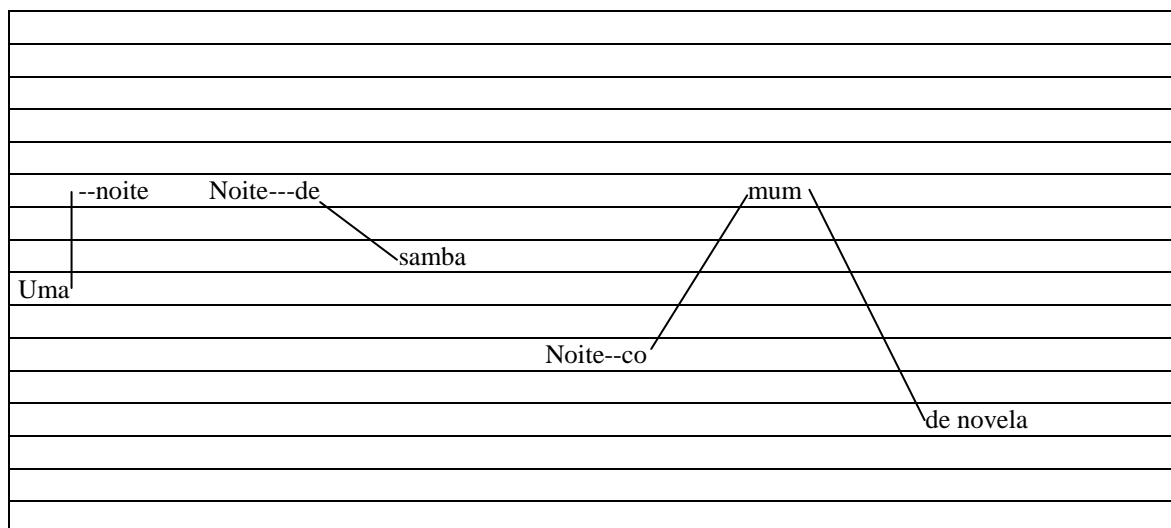 --noite Noite---de mum
samba
Uma
Noite--co
de novela